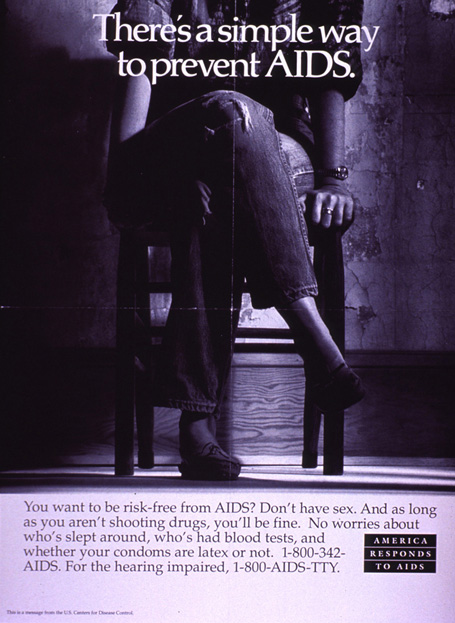 There's a simple way
to prevent AIDS.
You want to be risk-free from AIDS? Don't have sex. And as long
as you aren't shooting drugs, you'll be fine.  No worries about
who's slept around, who's had blood tests, and
whether your condoms are latex or not.  1-800-342-
AIDS. For the hearing impaired, 1-800-AIDS-TTY.
AMERICA
RESPONDS
TO AIDS
This is a message from the U.S. Centers for Disease Control.